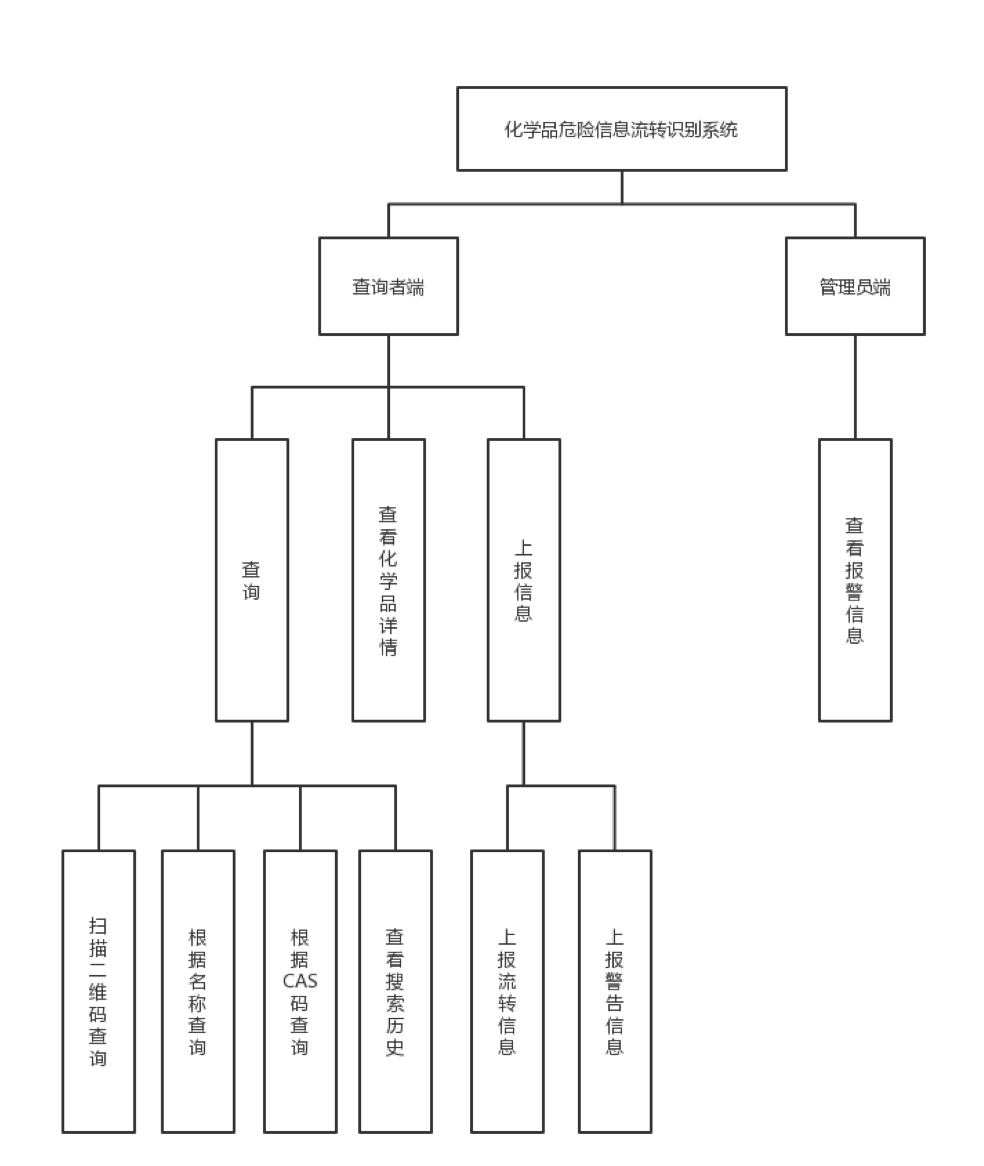 化学品危险信息流转识别系统
查询者端
管理员端
查询
查看化学品详情
上报信息
查看报警信息
扫描二维码查询
根据名称查询
根据CAS码查询
查看搜索历史
上报流转信息
上报警告信息